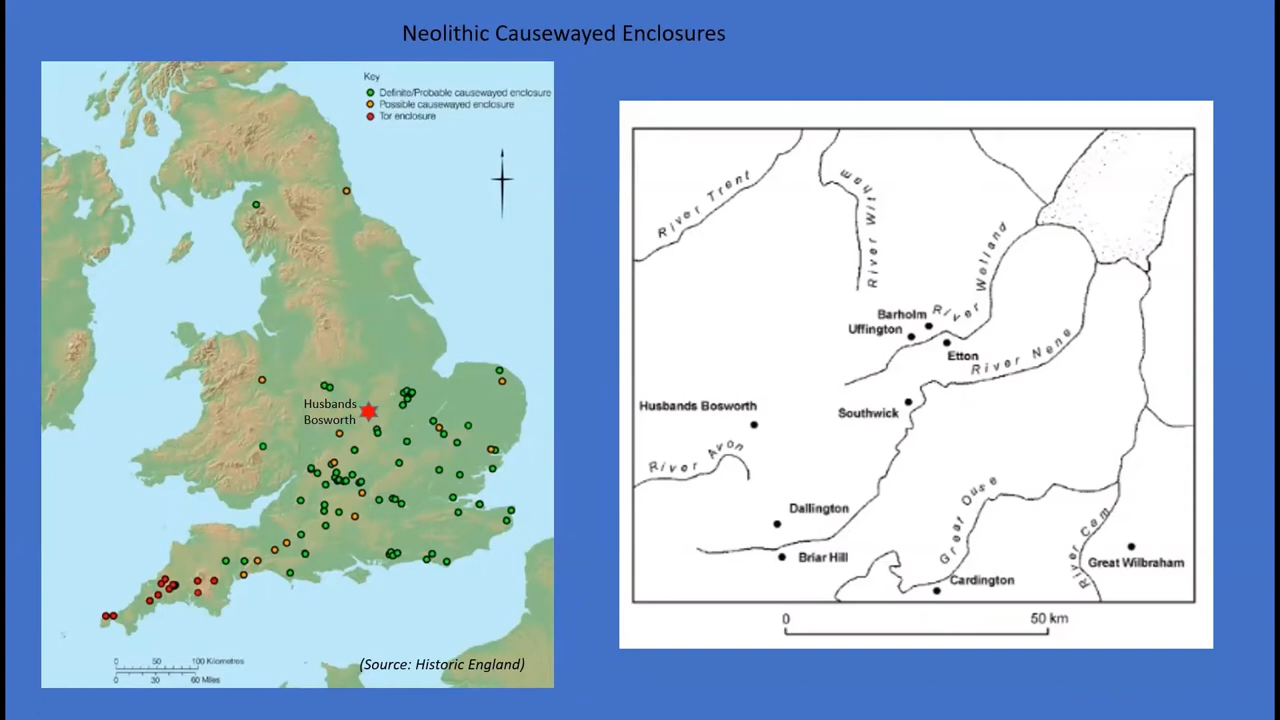 Neolithic Causewayed Enclosures
Key
Definite/Probable causewayed enclosure
Possible causewayed enclosure
Tor enclosure
Husbands
Bosworth
0 50 100 Kilometres
0 30 60 Miles
(Source: Historic England)
River Trent
River Witham
River Welland
Barholm
Uffington
Etton
River Nene
Husbands Bosworth
Southwick
River Avon
Dallington
Great Ouse
River Cam
Briar Hill
Great Wilbraham
Cardington
0 50 km